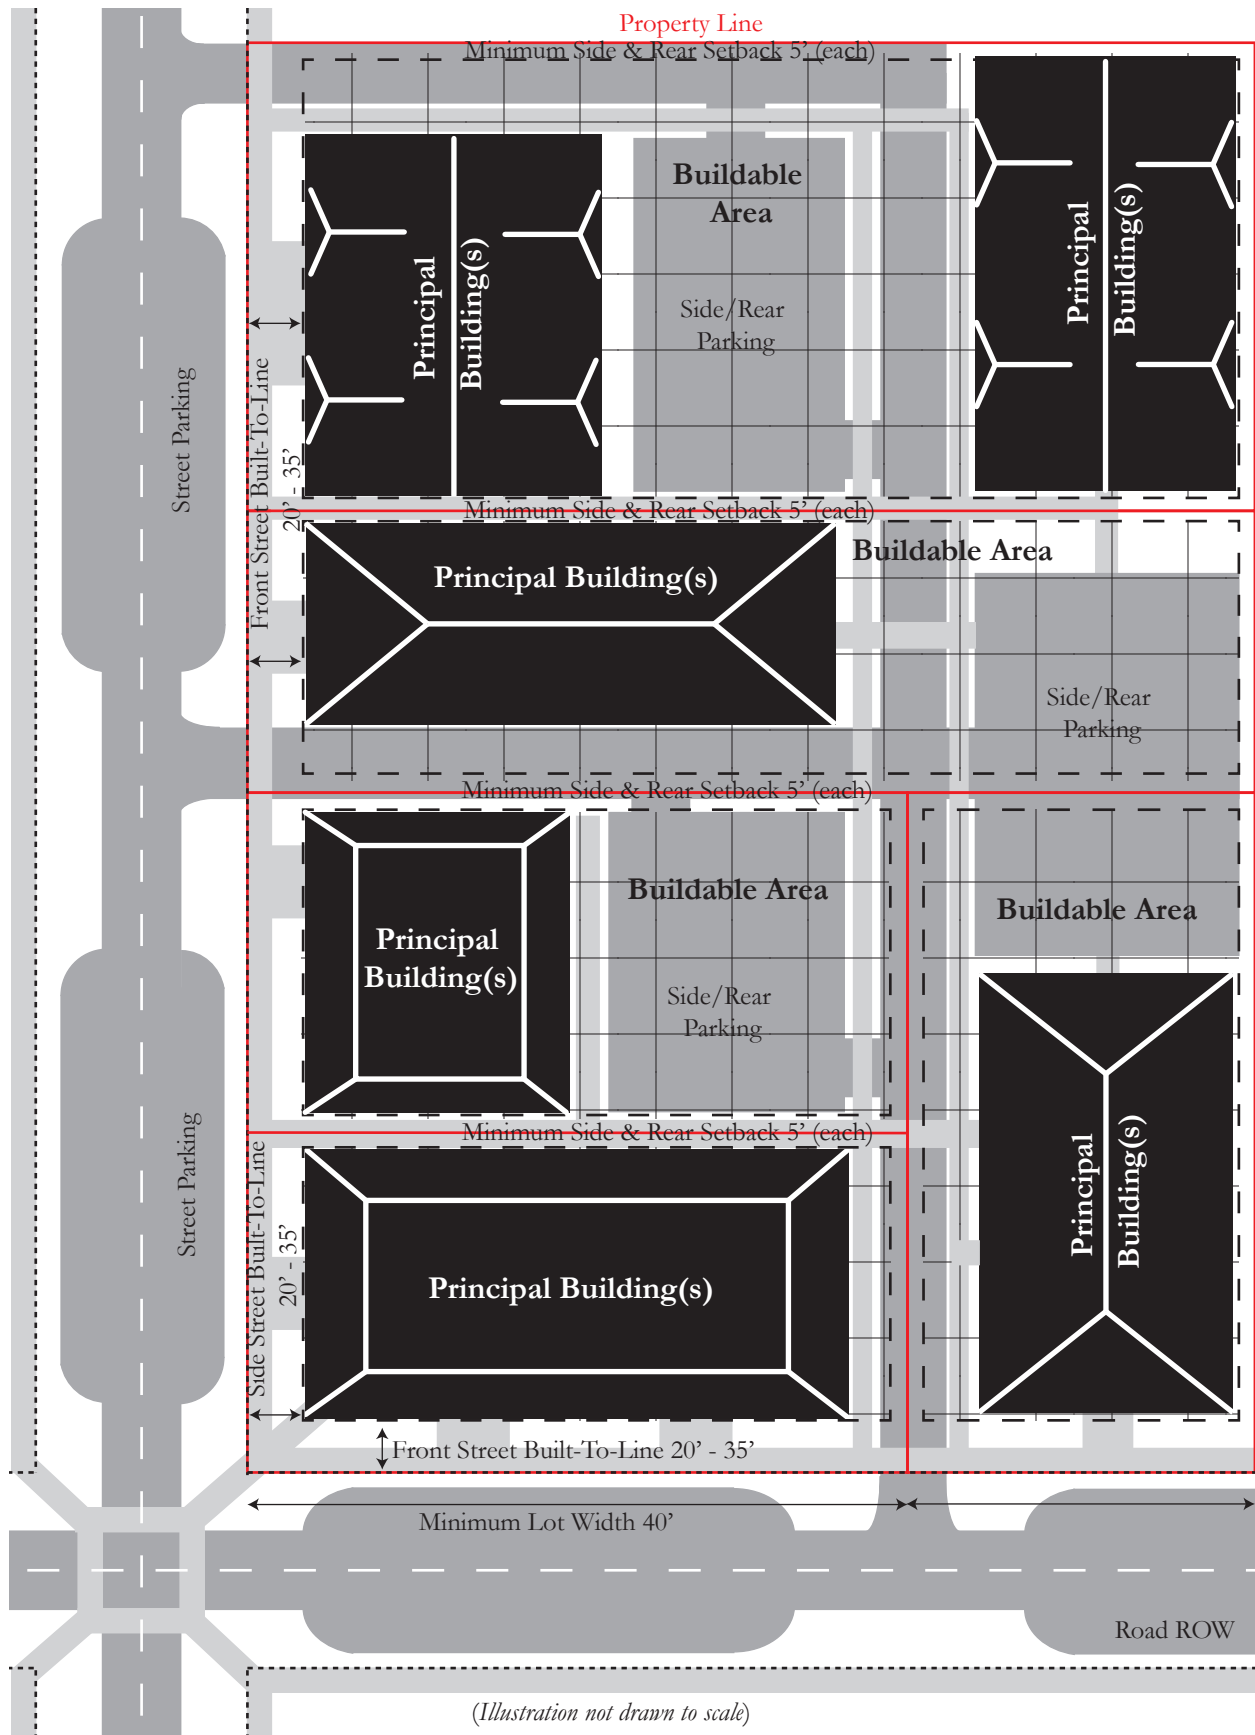 Property Line
Minimum Side & Rear Setback 5' (each)
Buildable
Area
Principal
Building(s)
Principal
Building(s)
Side/Rear
Parking
Street Parking
Front Street Built-To-Line
20' - 35'
Minimum Side & Rear Setback 5' (each)
Buildable Area
Principal Building(s)
Side/Rear
Parking
Minimum Side & Rear Setback 5' (each)
Buildable Area
Buildable Area
Principal
Building(s)
Side/Rear
Parking
Street Parking
Minimum Side & Rear Setback 5' (each)
Side Street Built-To-Line
20' - 35'
Principal
Building(s)
Principal Building(s)
Front Street Built-To-Line 20' - 35'
Minimum Lot Width 40'
Road ROW
(Illustration not drawn to scale)